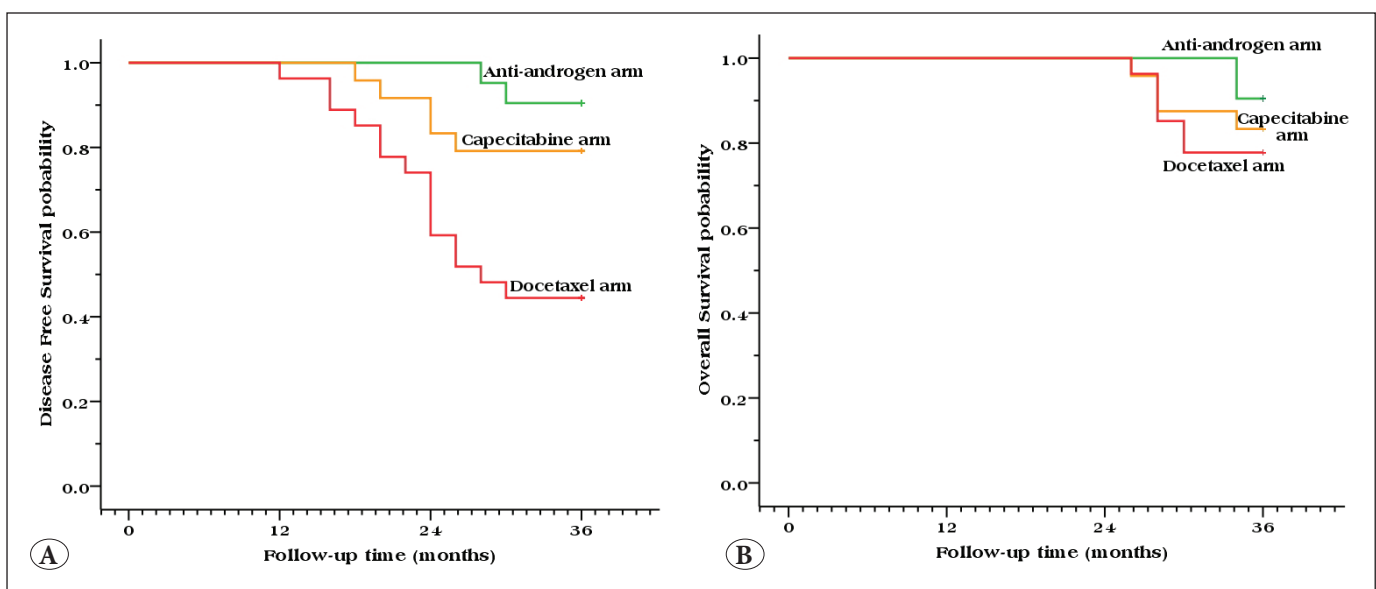 Disease Free Survival pobability
1.0
0.8
0.6
0.4
0.2
0.0
Anti-androgen arm
Capecitabine arm
Docetaxel arm
0 12 24 36
Follow-up time (months)
A
Overall Survival pobability
1.0
0.8
0.6
0.4
0.2
0.0
Anti-androgen arm
Capecitabine
arm
Docetaxel arm
0 12 24 36
Follow-up time (months)
B